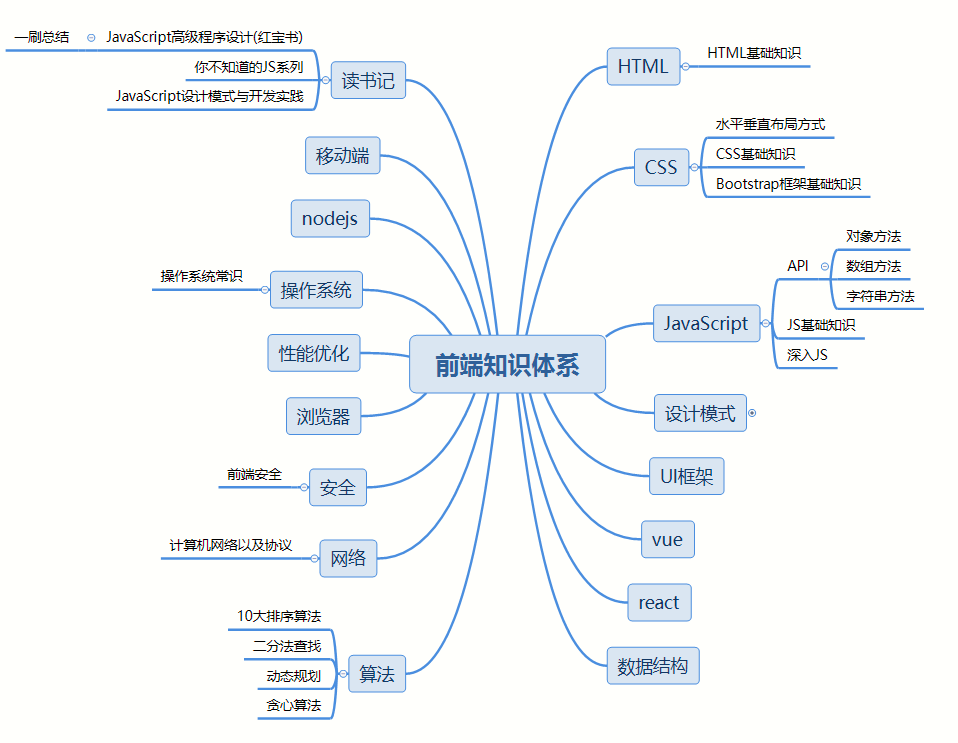 前端知识体系
HTML
HTML基础知识
CSS
水平垂直布局方式
CSS基础知识
Bootstrap框架基础知识
JavaScript
API
对象方法
数组方法
字符串方法
JS基础知识
深入JS
设计模式
UI框架
vue
react
数据结构
读书记
JavaScript高级程序设计(红宝书)
一刷总结
你不知道的JS系列
JavaScript设计模式与开发实践
移动端
nodejs
操作系统
操作系统常识
性能优化
浏览器
安全
前端安全
网络
计算机网络以及协议
算法
10大排序算法
二分法查找
动态规划
贪心算法